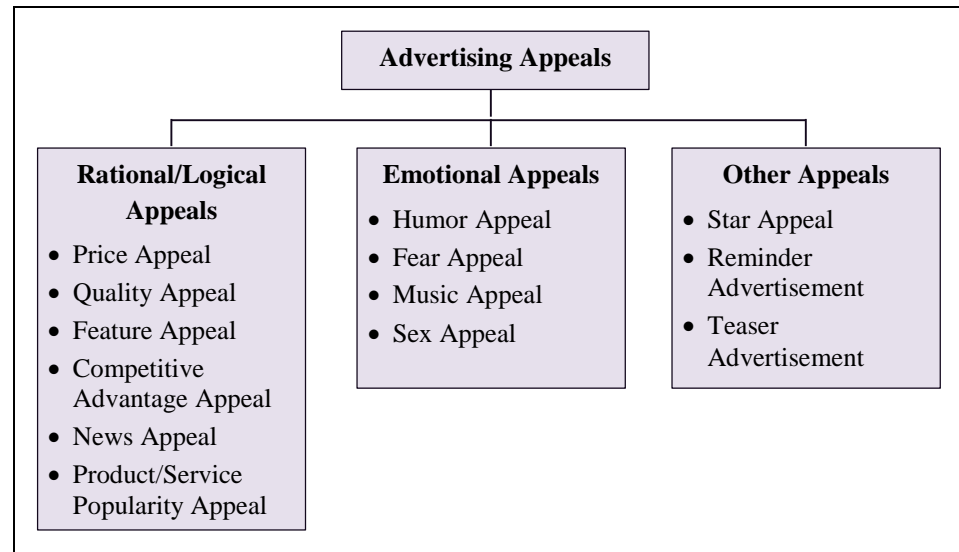 Advertising Appeals
Rational/Logical
Appeals
• Price Appeal
• Quality Appeal
• Feature Appeal
• Competitive
Advantage Appeal
• News Appeal
• Product/Service
Popularity Appeal
Emotional Appeals
• Humor Appeal
• Fear Appeal
• Music Appeal
• Sex Appeal
Other Appeals
• Star Appeal
• Reminder
Advertisement
• Teaser
Advertisement